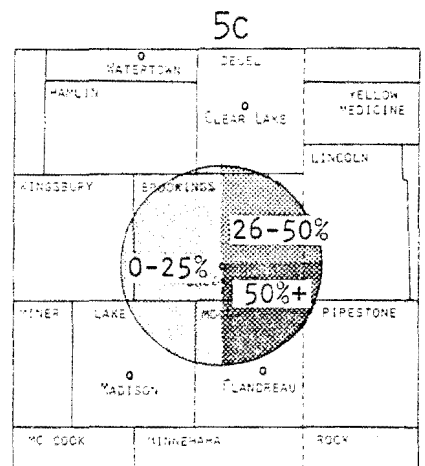 5c
WATERTOWN
DEUEL
HAMLIN
YELLOW
MEDICINE
CLEAR LAKE
LINCOLN
KINGSBURY
BROOKINGS
26-50%
0-25%
50%+
MINER
LAKE
PIPESTONE
MADISON
FLANDREAU
MC COOK
MINNEHAHA
ROCK